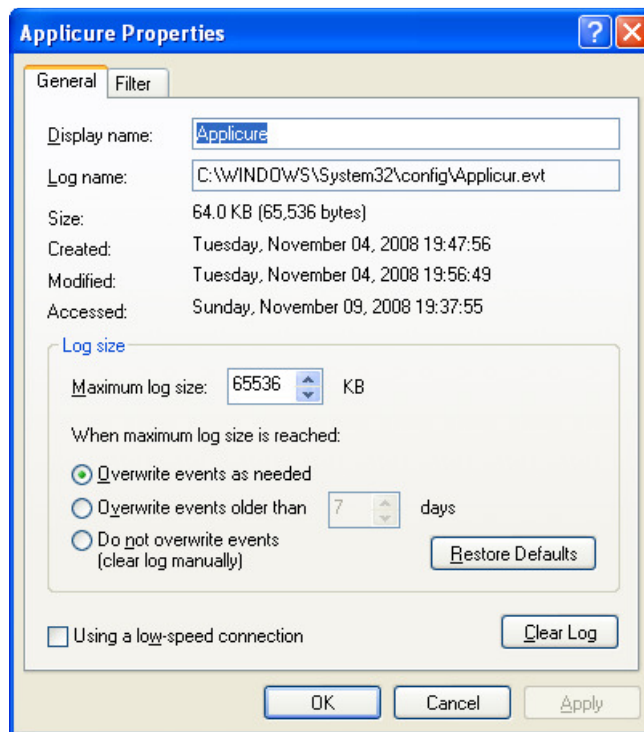 Applicure Properties
General Filter
Display name: Applicure
Log name: C:\WINDOWS\System32\config\Applicur.evt
Size: 64.0 KB (65,536 bytes)
Created: Tuesday, November 04, 2008 19:47:56
Modified: Tuesday, November 04, 2008 19:56:49
Accessed: Sunday, November 09, 2008 19:37:55
Log size
Maximum log size: 65536 KB
When maximum log size is reached:
Overwrite events as needed
Overwrite events older than 7 days
Do not overwrite events
(clear log manually)
Restore Defaults
Using a low-speed connection
Clear Log
OK Cancel Apply